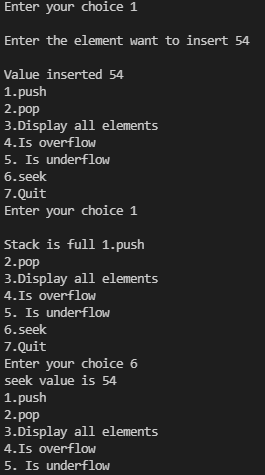 Enter your choice 1
Enter the element want to insert 54
Value inserted 54
1.push
2.pop
3.Display all elements
4.Is overflow
5. Is underflow
6.seek
7.Quit
Enter your choice 1
Stack is full 1.push
2.pop
3.Display all elements
4.Is overflow
5. Is underflow
6.seek
7.Quit
Enter your choice 6
seek value is 54
1.push
2.pop
3.Display all elements
4.Is overflow
5. Is underflow